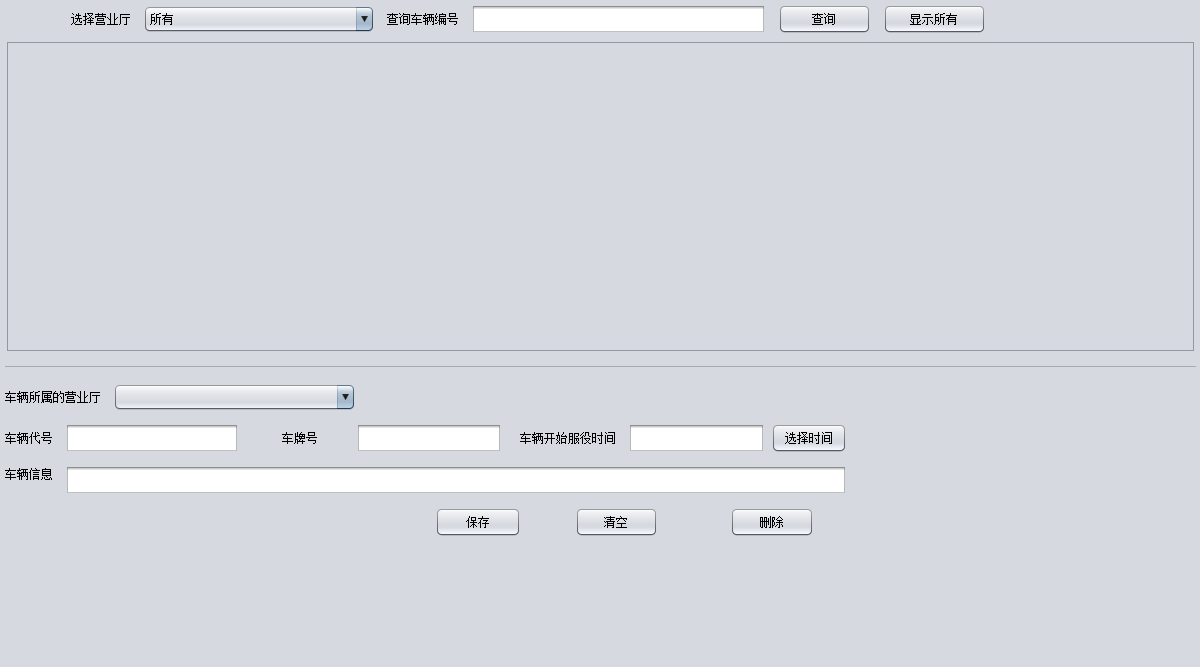 选择营业厅 所有 查询车辆编号 查询 显示所有
车辆所属的营业厅
车辆代号 车牌号 车辆开始服役时间 选择时间
车辆信息
保存 清空 删除